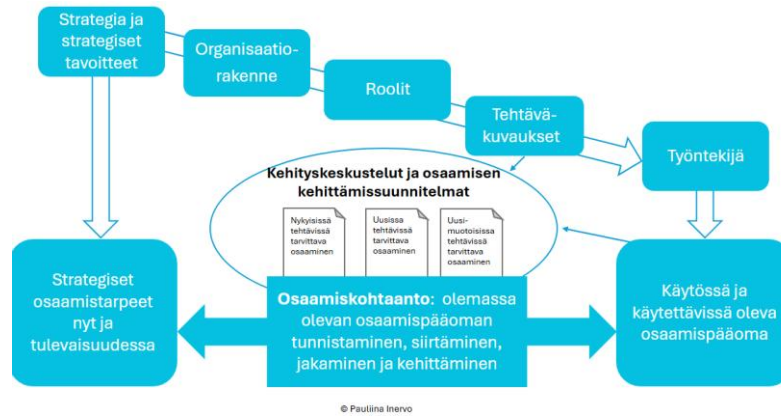 Strategia ja
strategiset
tavoitteet
Organisaatio-
rakenne
Roolit
Tehtävä-
kuvaukset
Työntekijä
Kehityskeskustelut ja osaamisen
kehittämissuunnitelmat
Nykyisissä
tehtävissä
tarvittava
osaaminen
Uusissa
tehtävissä
tarvittava
osaaminen
Uusi-
muotoisissa
tehtävissä
tarvittava
osaaminen
Strategiset
osaamistarpeet
nyt ja
tulevaisuudessa
Osaamiskohtaanto: olemassa
olevan osaamispääoman
tunnistaminen, siirtäminen,
jakaminen ja kehittäminen
Käytössä ja
käytettävissä oleva
osaamispääoma
© Pauliina Inervo